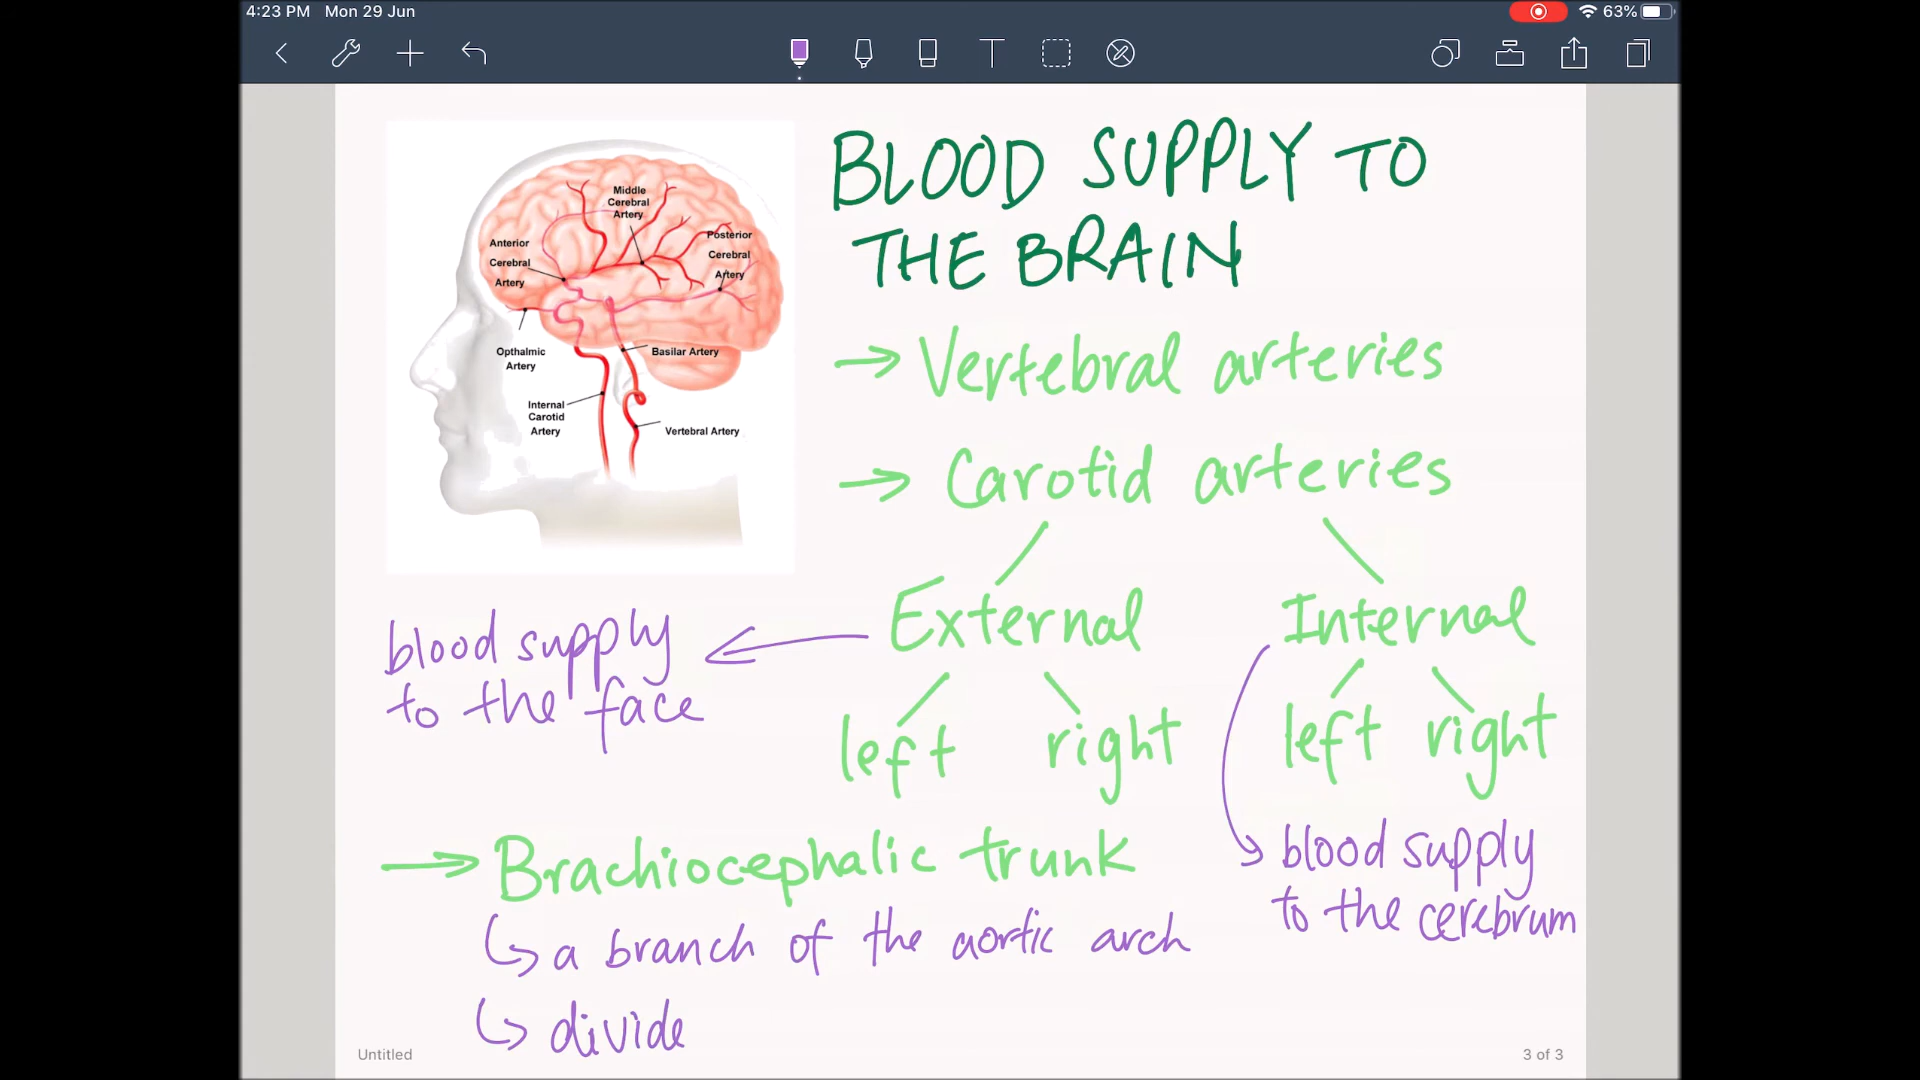 4:23 PM Mon 29 Jun
63%
BLOOD SUPPLY TO
THE BRAIN
Middle
Cerebral
Artery
Anterior
Cerebral
Artery
Posterior
Cerebral
Artery
Opthalmic
Artery
Basilar Artery
Internal
Carotid
Artery
Vertebral Artery
→ Vertebral arteries
→ Carotid arteries
External
Internal
left right
left right
blood supply
to the face
blood supply
to the cerebrum
→ Brachiocephalic trunk
↳ a branch of the aortic arch
↳ divide
Untitled
3 of 3